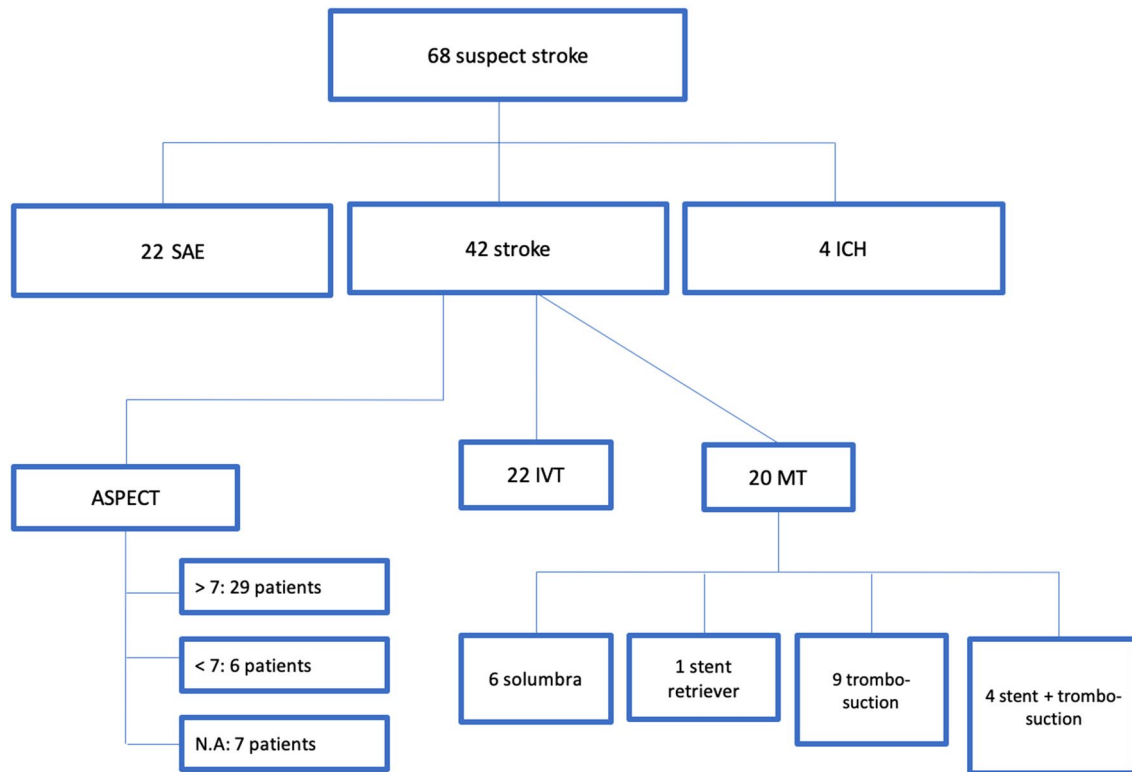 68 suspect stroke
22 SAE
42 stroke
4 ICH
ASPECT
22 IVT
20 MT
> 7: 29 patients
< 7: 6 patients
N.A: 7 patients
6 solumbra
1 stent
retriever
9 trombo-
suction
4 stent + trombo-
suction